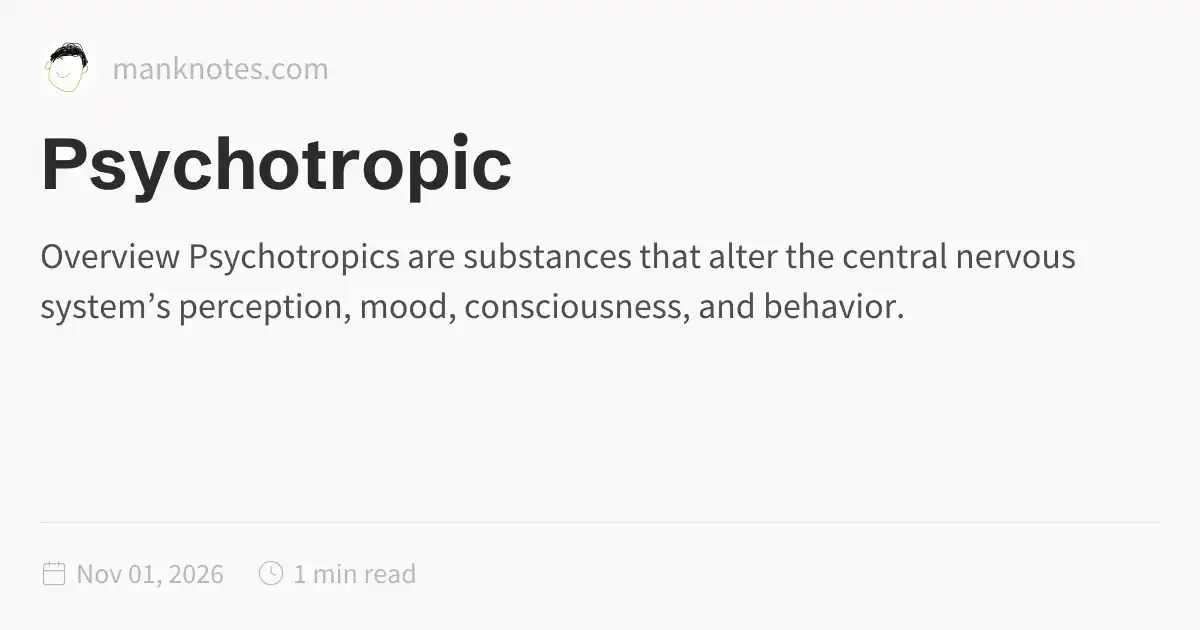 manknotes.com
Psychotropic
Overview Psychotropics are substances that alter the central nervous
system’s perception, mood, consciousness, and behavior.
Nov 01, 2026 1 min read